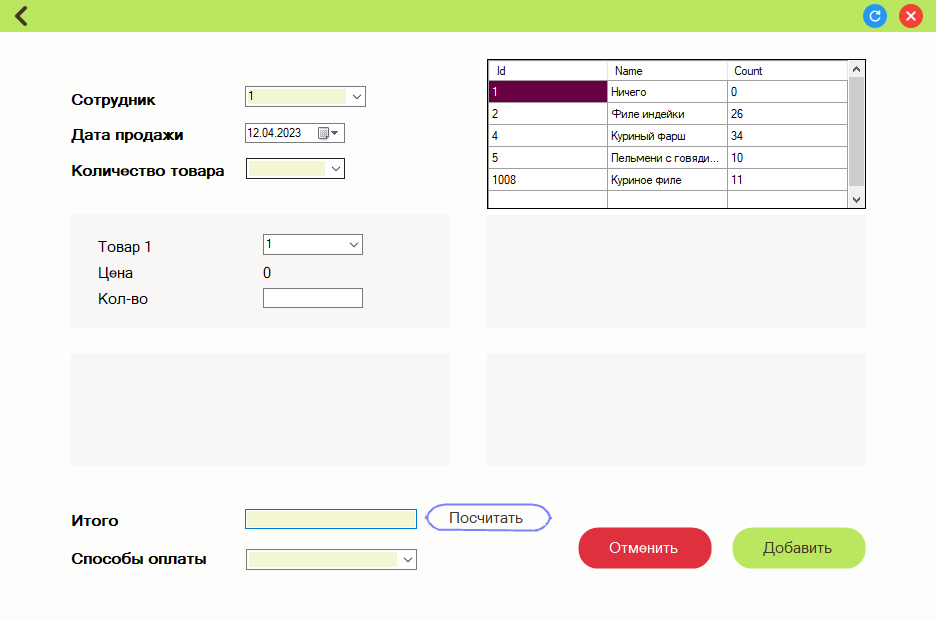 Сотрудник 1
Дата продажи 12.04.2023
Количество товара
Id Name Count
1 Ничего 0
2 Филе индейки 26
4 Куриный фарш 34
5 Пельмени с говяди... 10
1008 Куриное филе 11
Товар 1 1
Цена 0
Кол-во
Итого Посчитать
Способы оплаты
Отменить Добавить